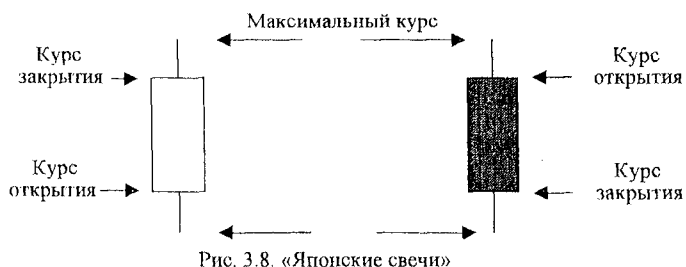 Максимальный курс
Курс
закрытия
Курс
открытия
Курс
открытия
Курс
закрытия
Рис. 3.8. «Японские свечи»